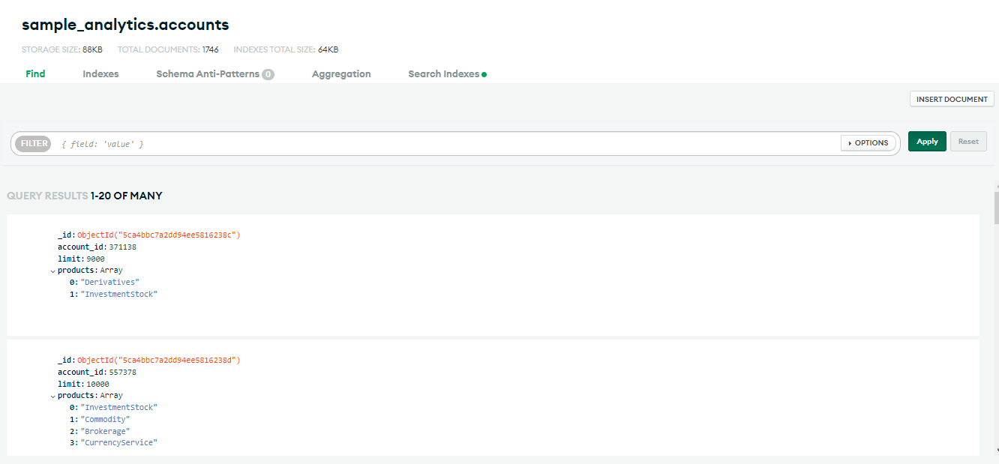 sample_analytics.accounts
STORAGE SIZE: 88KB TOTAL DOCUMENTS: 1746 INDEXES TOTAL SIZE: 64KB
Find Indexes Schema Anti-Patterns 0 Aggregation Search Indexes
INSERT DOCUMENT
FILTER { field: 'value' } OPTIONS Apply Reset
QUERY RESULTS 1-20 OF MANY
_id: ObjectId("5ca4bbc7a2dd94ee5816238c")
account_id: 371138
limit: 9000
products: Array
0: "Derivatives"
1: "InvestmentStock"
_id: ObjectId("5ca4bbc7a2dd94ee5816238d")
account_id: 557378
limit: 10000
products: Array
0: "InvestmentStock"
1: "Commodity"
2: "Brokerage"
3: "CurrencyService"